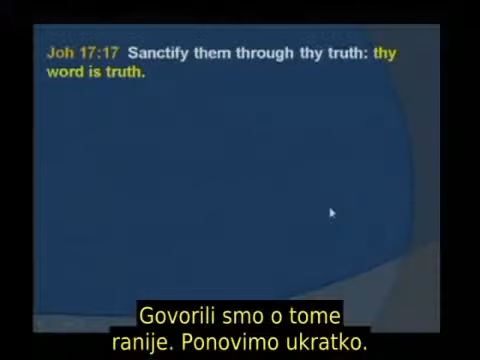 Joh 17:17 Sanctify them through thy truth: thy
word is truth.
Govorili smo o tome
ranije. Ponovimo ukratko.